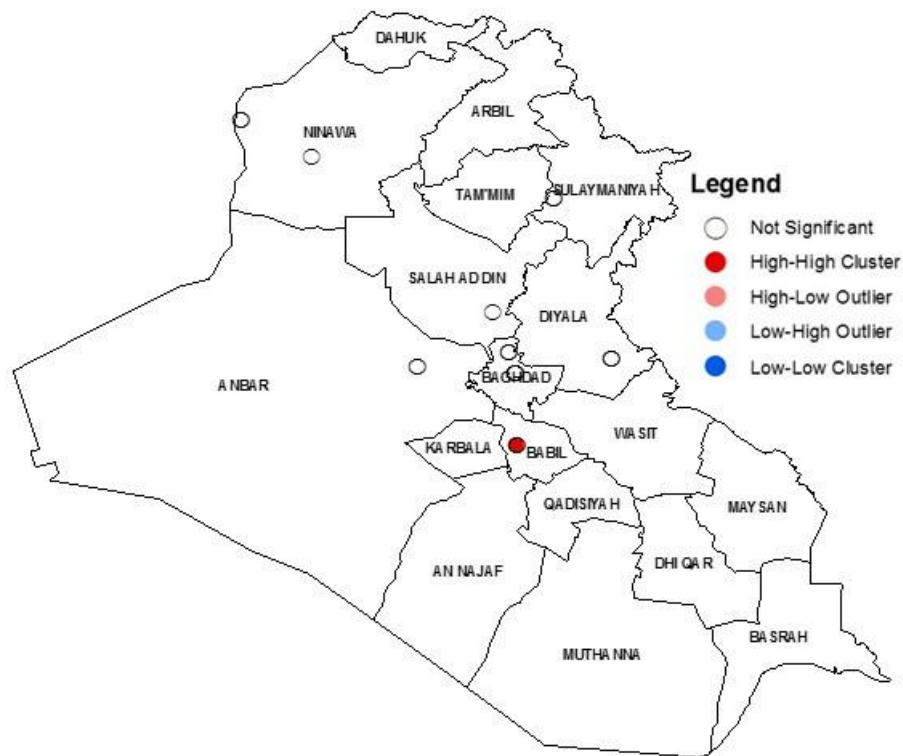 DAHUK
ARBIL
NINAWA
TAM'MIM
SULAYMANIYAH
Legend
Not Significant
High-High Cluster
High-Low Outlier
Low-High Outlier
Low-Low Cluster
SALAH ADDIN
DIYALA
BAGHDAD
ANBAR
WASIT
KARBALA
BABIL
QADISIYAH
MAYSAN
DHI QAR
AN NAJAF
BASRAH
MUTHANNA